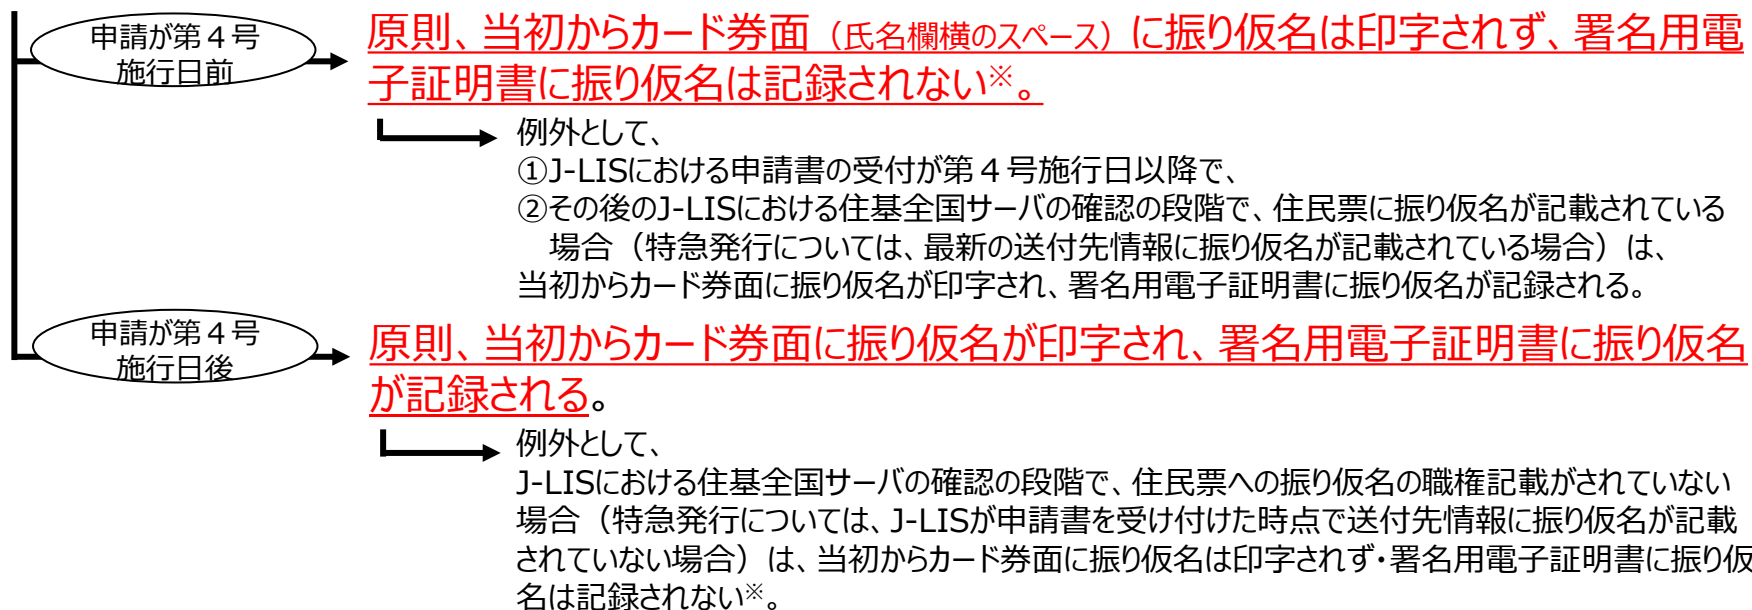 申請が第４号
施行日前
原則、当初からカード券面（氏名欄横のスペース）に振り仮名は印字されず、署名用電
子証明書に振り仮名は記録されない※。
例外として、
①J-LISにおける申請書の受付が第４号施行日以降で、
②その後のJ-LISにおける住基全国サーバの確認の段階で、住民票に振り仮名が記載されている
場合（特急発行については、最新の送付先情報に振り仮名が記載されている場合）は、
当初からカード券面に振り仮名が印字され、署名用電子証明書に振り仮名が記録される。
申請が第４号
施行日後
原則、当初からカード券面に振り仮名が印字され、署名用電子証明書に振り仮名
が記録される。
例外として、
J-LISにおける住基全国サーバの確認の段階で、住民票への振り仮名の職権記載がされていない
場合（特急発行については、J-LISが申請書を受け付けた時点で送付先情報に振り仮名が記載
されていない場合）は、当初からカード券面に振り仮名は印字されず・署名用電子証明書に振り仮
名は記録されない※。